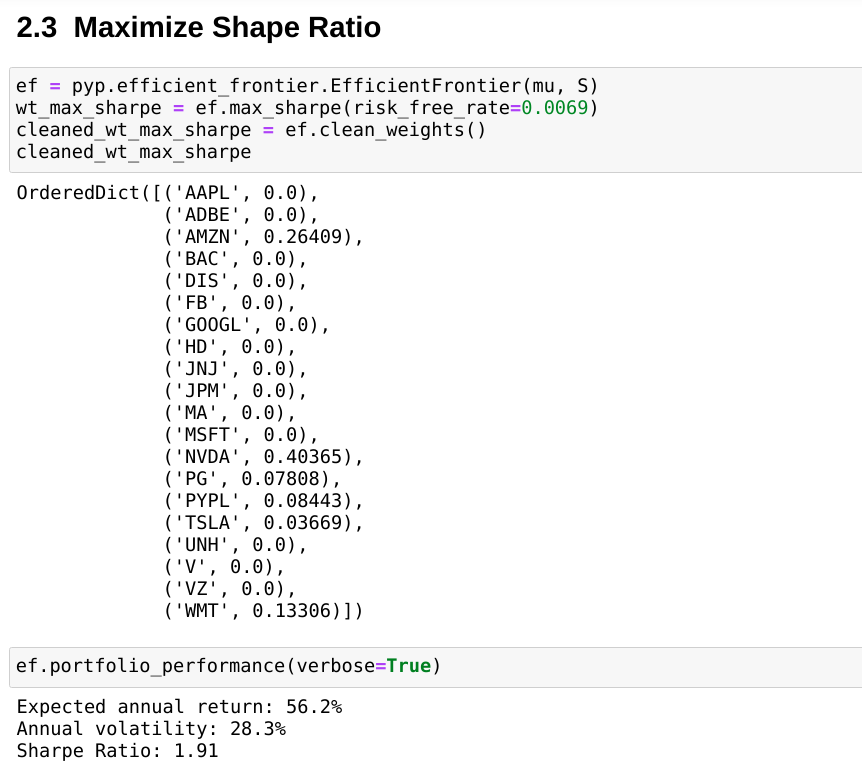 2.3 Maximize Shape Ratio
ef = pyp.efficient_frontier.EfficientFrontier(mu, S)
wt_max_sharpe = ef.max_sharpe(risk_free_rate=0.0069)
cleaned_wt_max_sharpe = ef.clean_weights()
cleaned_wt_max_sharpe
OrderedDict([('AAPL', 0.0),
('ADBE', 0.0),
('AMZN', 0.26409),
('BAC', 0.0),
('DIS', 0.0),
('FB', 0.0),
('GOOGL', 0.0),
('HD', 0.0),
('JNJ', 0.0),
('JPM', 0.0),
('MA', 0.0),
('MSFT', 0.0),
('NVDA', 0.40365),
('PG', 0.07808),
('PYPL', 0.08443),
('TSLA', 0.03669),
('UNH', 0.0),
('V', 0.0),
('VZ', 0.0),
('WMT', 0.13306)])
ef.portfolio_performance(verbose=True)
Expected annual return: 56.2%
Annual volatility: 28.3%
Sharpe Ratio: 1.91